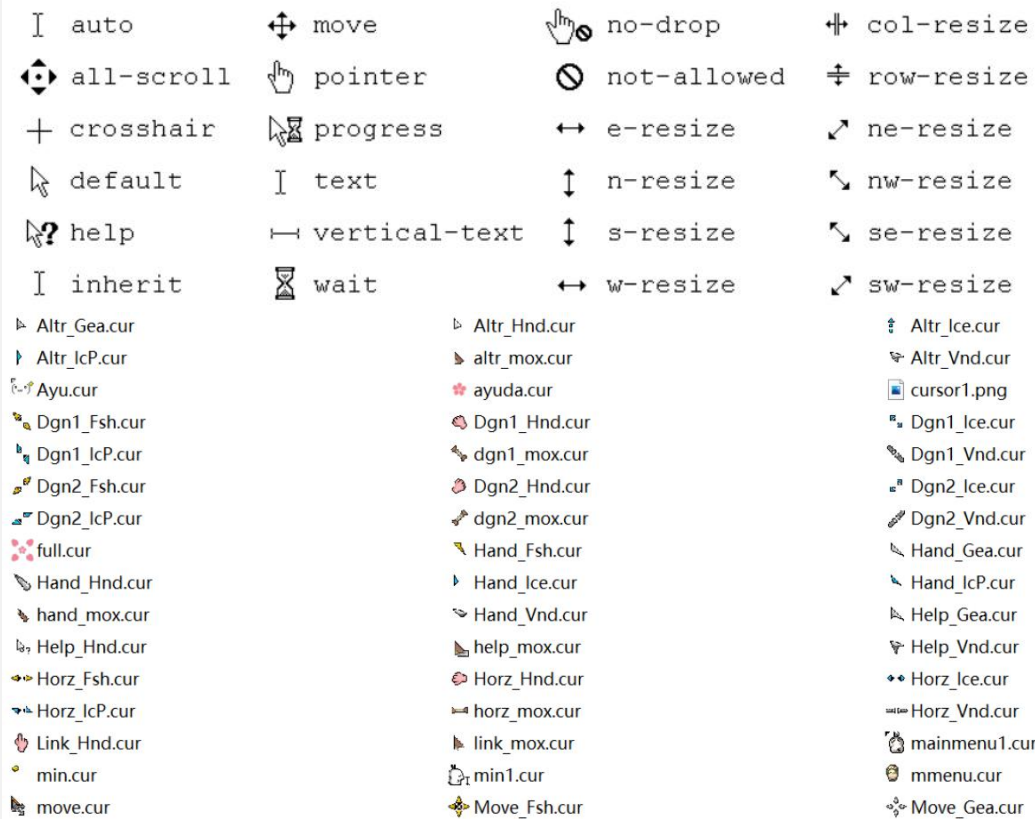 auto move no-drop col-resize
all-scroll pointer not-allowed row-resize
crosshair progress e-resize ne-resize
default text n-resize nw-resize
help vertical-text s-resize se-resize
inherit wait w-resize sw-resize
Altr_Gea.cur Altr_Hnd.cur Altr_Ice.cur
Altr_IcP.cur altr_mox.cur Altr_Vnd.cur
Ayu.cur ayuda.cur cursor1.png
Dgn1_Fsh.cur Dgn1_Hnd.cur Dgn1_Ice.cur
Dgn1_IcP.cur dgn1_mox.cur Dgn1_Vnd.cur
Dgn2_Fsh.cur Dgn2_Hnd.cur Dgn2_Ice.cur
Dgn2_IcP.cur dgn2_mox.cur Dgn2_Vnd.cur
full.cur Hand_Fsh.cur Hand_Gea.cur
Hand_Hnd.cur Hand_Ice.cur Hand_IcP.cur
hand_mox.cur Hand_Vnd.cur Help_Gea.cur
Help_Hnd.cur help_mox.cur Help_Vnd.cur
Horz_Fsh.cur Horz_Hnd.cur Horz_Ice.cur
Horz_IcP.cur horz_mox.cur Horz_Vnd.cur
Link_Hnd.cur link_mox.cur mainmenu1.cur
min.cur min1.cur mmenu.cur
move.cur Move_Fsh.cur Move_Gea.cur